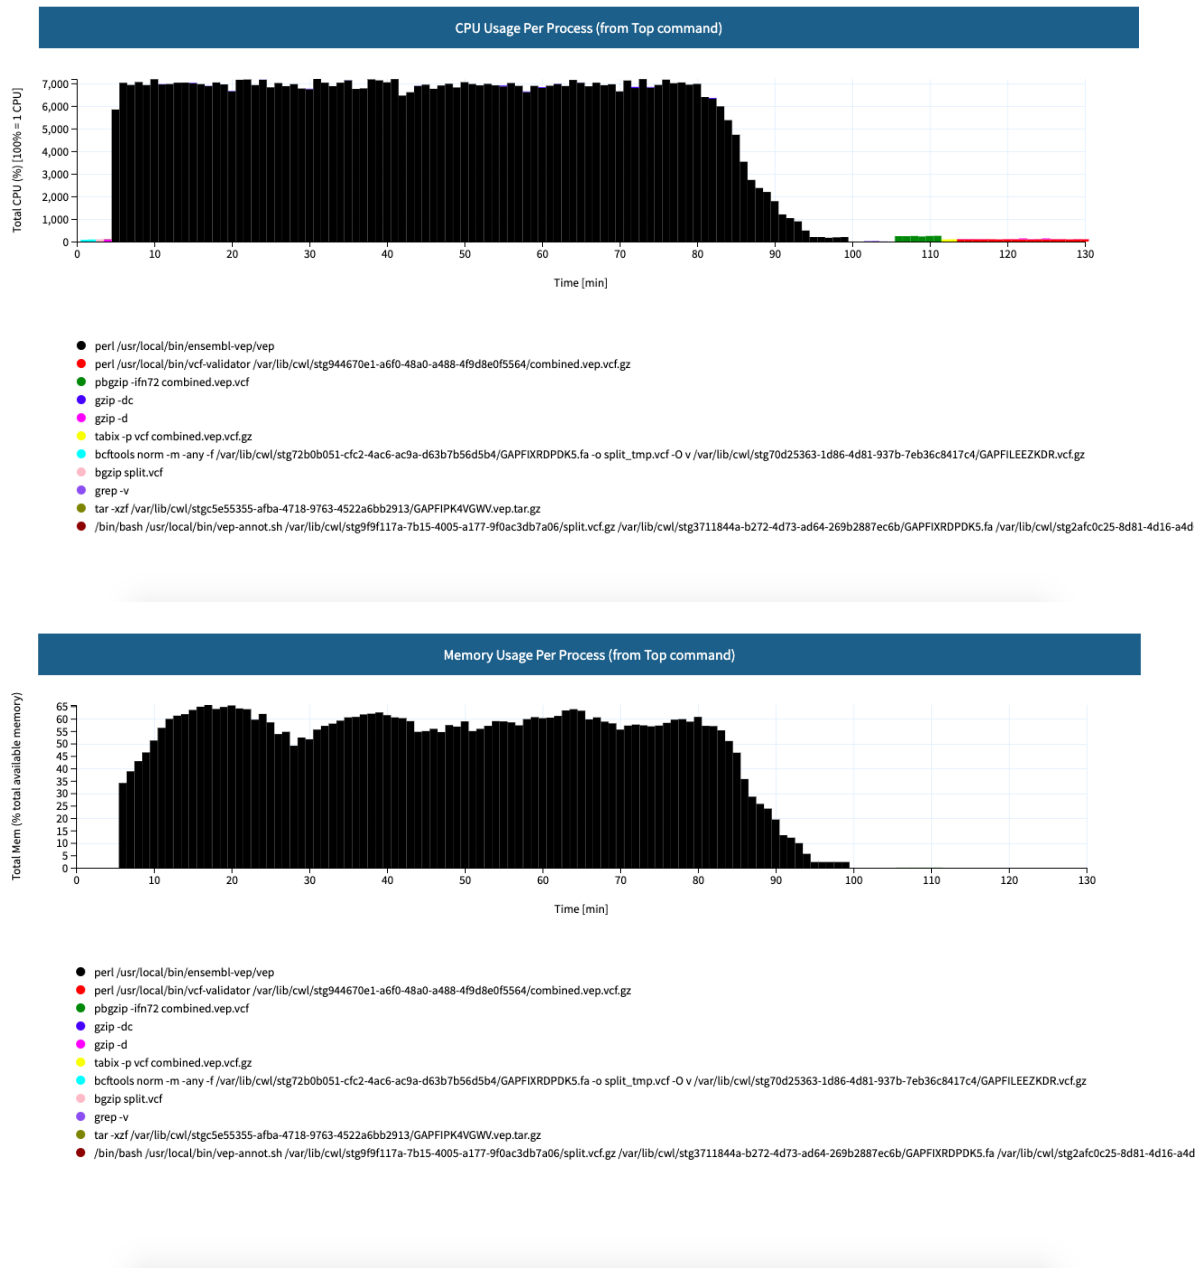 CPU Usage Per Process (from Top command)
Total CPU (%) [100% = 1 CPU]
7,000
6,000
5,000
4,000
3,000
2,000
1,000
0
0 10 20 30 40 50 60 70 80 90 100 110 120 130
Time [min]
perl /usr/local/bin/ensembl-vep/vep
perl /usr/local/bin/vcf-validator /var/lib/cwl/stg944670e1-a6f0-48a0-a488-4f9d8e0f5564/combined.vep.vcf.gz
pbgzip -ifn72 combined.vep.vcf
gzip -dc
gzip -d
tabix -p vcf combined.vep.vcf.gz
bcftools norm -m -any -f /var/lib/cwl/stg72b0b051-cfc2-4ac6-ac9a-d63b7b56d5b4/GAPFIXRDPDK5.fa -o split_tmp.vcf -O v /var/lib/cwl/stg70d25363-1d86-4d81-937b-7eb36c8417c4/GAPFILEEZKDR.vcf.gz
bgzip split.vcf
grep -v
tar -xzf /var/lib/cwl/stgc5e55355-afba-4718-9763-4522a6bb2913/GAPFIPK4VGWV.vep.tar.gz
/bin/bash /usr/local/bin/vep-annot.sh /var/lib/cwl/stg9f9f117a-7b15-4005-a177-9f0ac3db7a06/split.vcf.gz /var/lib/cwl/stg3711844a-b272-4d73-ad64-269b2887ec6b/GAPFIXRDPDK5.fa /var/lib/cwl/stg2afc0c25-8d81-4d16-a4d
Memory Usage Per Process (from Top command)
Total Mem (% total available memory)
65
60
55
50
45
40
35
30
25
20
15
10
5
0
0 10 20 30 40 50 60 70 80 90 100 110 120 130
Time [min]
perl /usr/local/bin/ensembl-vep/vep
perl /usr/local/bin/vcf-validator /var/lib/cwl/stg944670e1-a6f0-48a0-a488-4f9d8e0f5564/combined.vep.vcf.gz
pbgzip -ifn72 combined.vep.vcf
gzip -dc
gzip -d
tabix -p vcf combined.vep.vcf.gz
bcftools norm -m -any -f /var/lib/cwl/stg72b0b051-cfc2-4ac6-ac9a-d63b7b56d5b4/GAPFIXRDPDK5.fa -o split_tmp.vcf -O v /var/lib/cwl/stg70d25363-1d86-4d81-937b-7eb36c8417c4/GAPFILEEZKDR.vcf.gz
bgzip split.vcf
grep -v
tar -xzf /var/lib/cwl/stgc5e55355-afba-4718-9763-4522a6bb2913/GAPFIPK4VGWV.vep.tar.gz
/bin/bash /usr/local/bin/vep-annot.sh /var/lib/cwl/stg9f9f117a-7b15-4005-a177-9f0ac3db7a06/split.vcf.gz /var/lib/cwl/stg3711844a-b272-4d73-ad64-269b2887ec6b/GAPFIXRDPDK5.fa /var/lib/cwl/stg2afc0c25-8d81-4d16-a4d